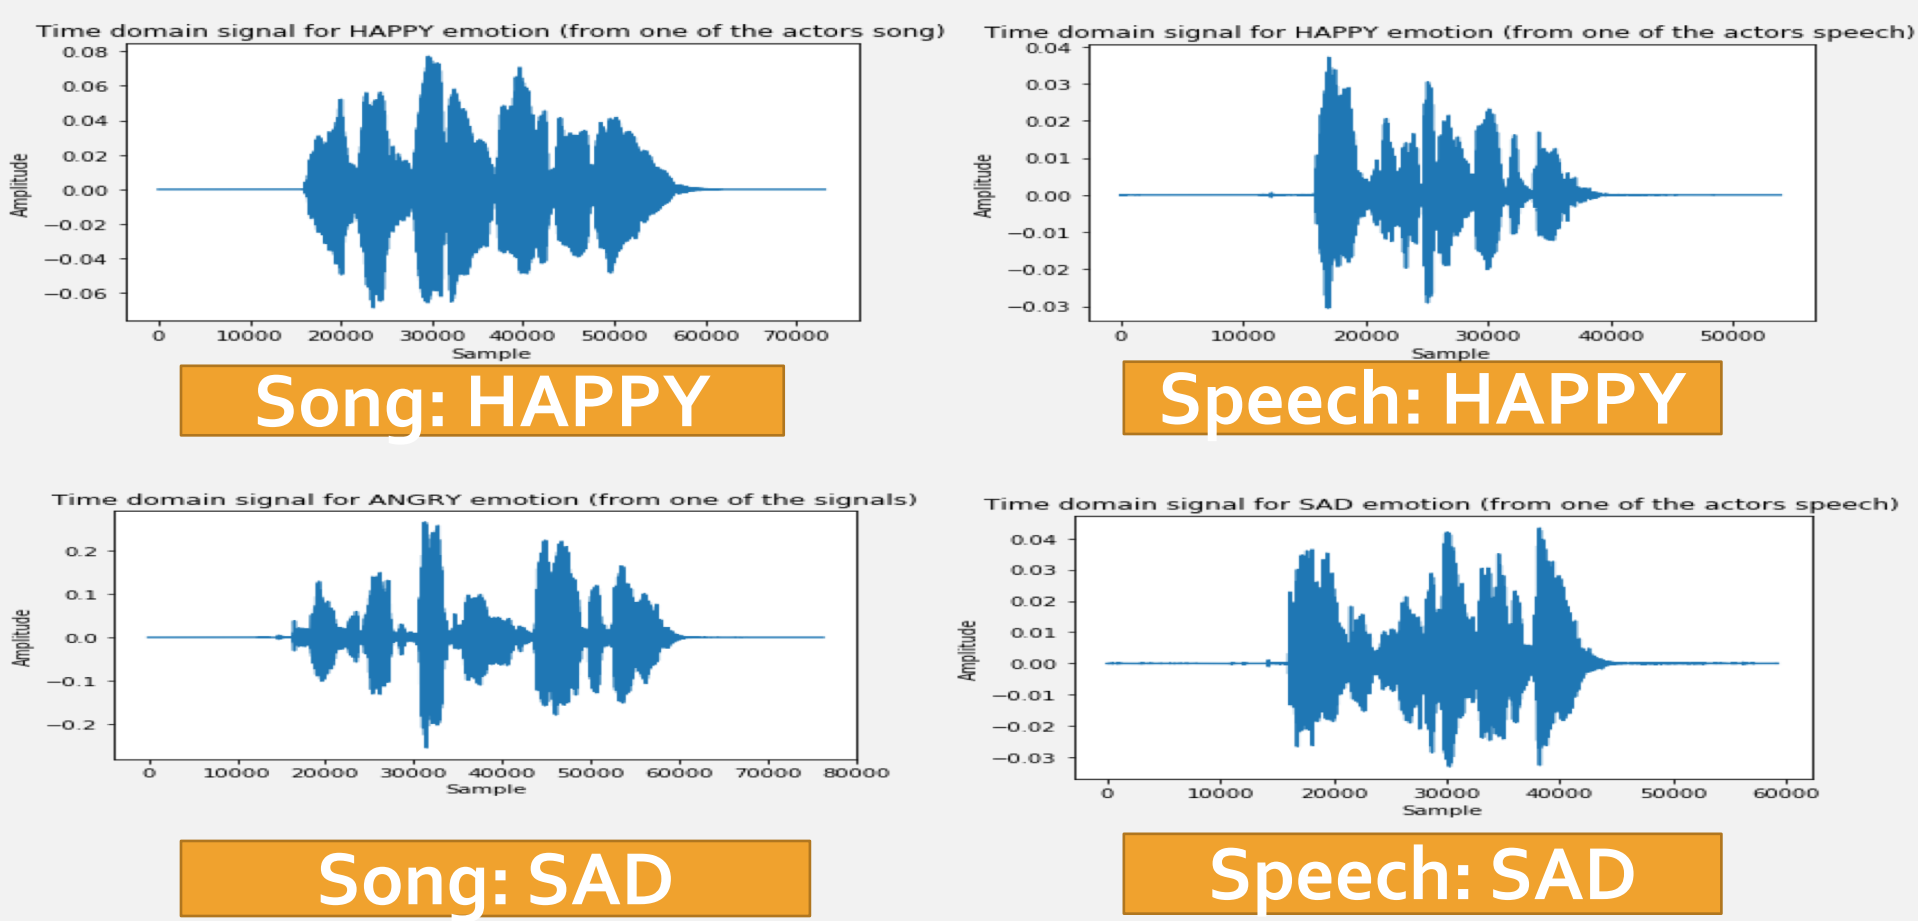 Time domain signal for HAPPY emotion (from one of the actors song)
0.08
0.06
0.04
0.02
0.00
−0.02
−0.04
−0.06
Amplitude
0 10000 20000 30000 40000 50000 60000 70000
Sample
Song: HAPPY
Time domain signal for HAPPY emotion (from one of the actors speech)
0.04
0.03
0.02
0.01
0.00
−0.01
−0.02
−0.03
Amplitude
0 10000 20000 30000 40000 50000
Sample
Speech: HAPPY
Time domain signal for ANGRY emotion (from one of the signals)
0.2
0.1
0.0
−0.1
−0.2
Amplitude
0 10000 20000 30000 40000 50000 60000 70000 80000
Sample
Song: SAD
Time domain signal for SAD emotion (from one of the actors speech)
0.04
0.03
0.02
0.01
0.00
−0.01
−0.02
−0.03
Amplitude
0 10000 20000 30000 40000 50000 60000
Sample
Speech: SAD